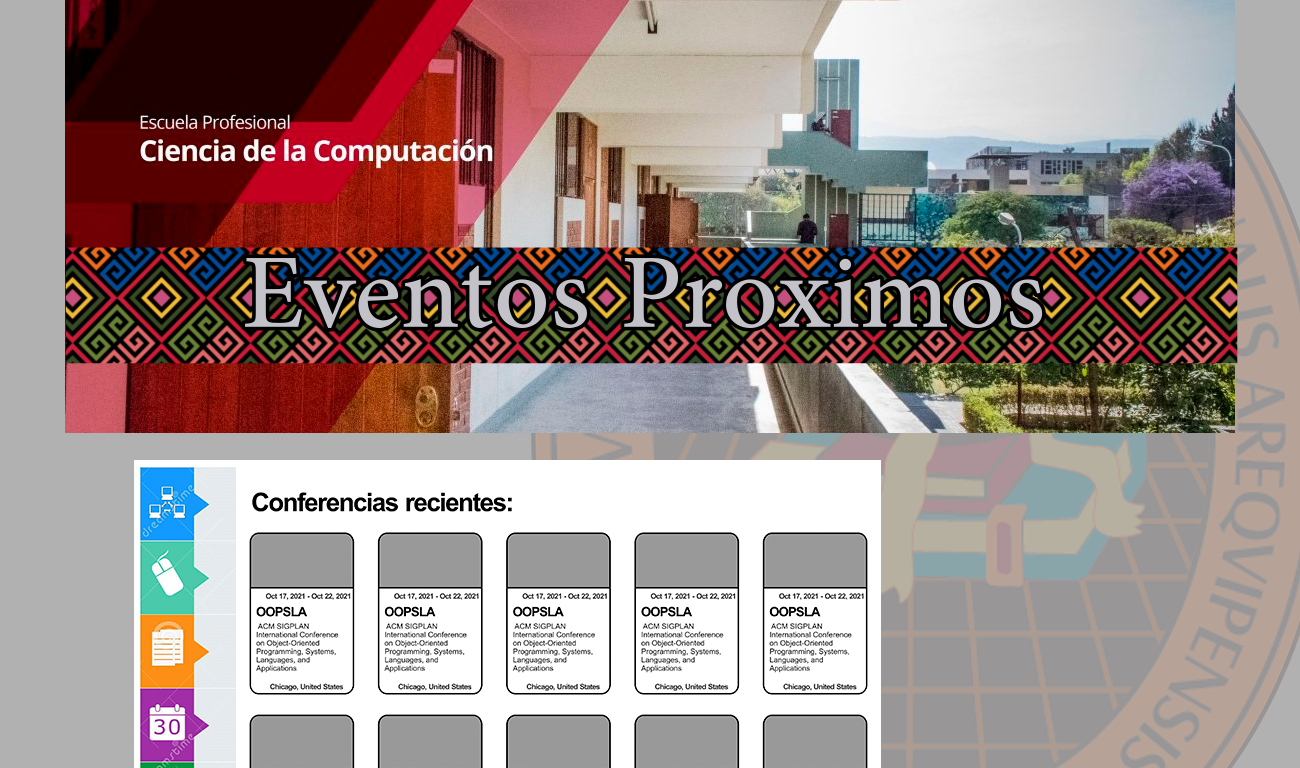 Escuela Profesional
Ciencia de la Computación
Eventos Proximos
Conferencias recientes:
Oct 17, 2021 - Oct 22, 2021
OOPSLA
ACM SIGPLAN
International Conference
on Object-Oriented
Programming, Systems,
Languages, and
Applications
Chicago, United States
Oct 17, 2021 - Oct 22, 2021
OOPSLA
ACM SIGPLAN
International Conference
on Object-Oriented
Programming, Systems,
Languages, and
Applications
Chicago, United States
Oct 17, 2021 - Oct 22, 2021
OOPSLA
ACM SIGPLAN
International Conference
on Object-Oriented
Programming, Systems,
Languages, and
Applications
Chicago, United States
Oct 17, 2021 - Oct 22, 2021
OOPSLA
ACM SIGPLAN
International Conference
on Object-Oriented
Programming, Systems,
Languages, and
Applications
Chicago, United States
Oct 17, 2021 - Oct 22, 2021
OOPSLA
ACM SIGPLAN
International Conference
on Object-Oriented
Programming, Systems,
Languages, and
Applications
Chicago, United States
30
AREQVIPENSIS